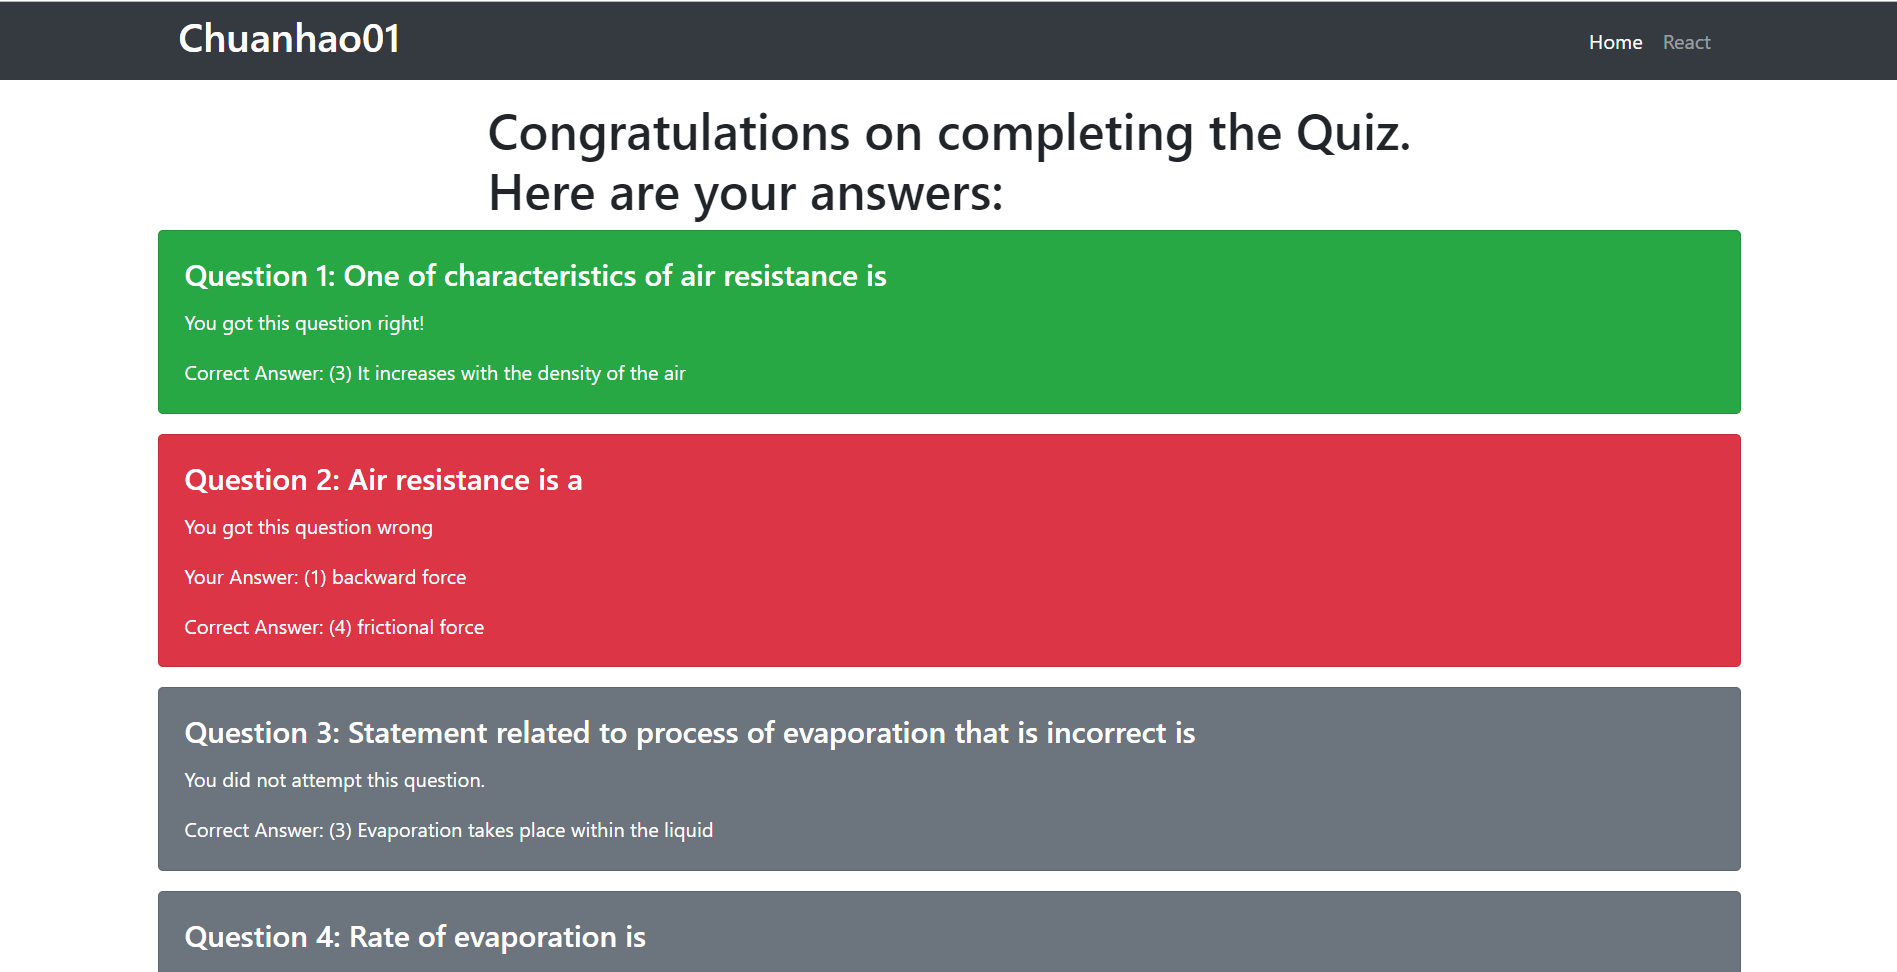 Chuanhao01
Home React
Congratulations on completing the Quiz.
Here are your answers:
Question 1: One of characteristics of air resistance is
You got this question right!
Correct Answer: (3) It increases with the density of the air
Question 2: Air resistance is a
You got this question wrong
Your Answer: (1) backward force
Correct Answer: (4) frictional force
Question 3: Statement related to process of evaporation that is incorrect is
You did not attempt this question.
Correct Answer: (3) Evaporation takes place within the liquid
Question 4: Rate of evaporation is